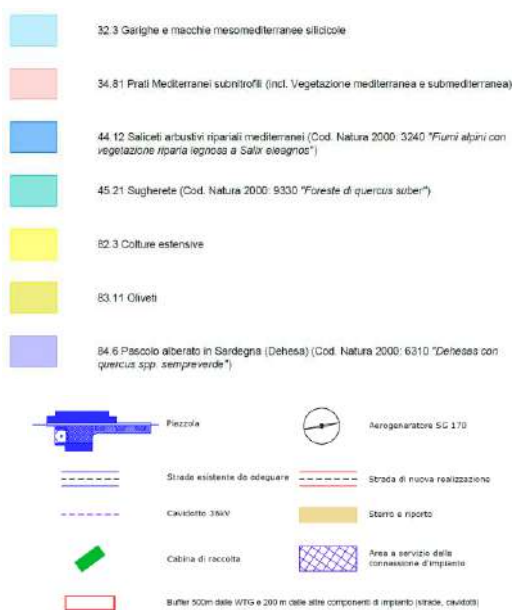 32.3 Garighe e macchie mesomediterranee silicicole
34.81 Prati Mediterranei subnitrofili (incl. Vegetazione mediterranea e submediterranea)
44.12 Saliceti arbustivi ripariali mediterranei (Cod. Natura 2000: 3240 "Fiumi alpini con
vegetazione riparia legnosa a Salix eleagnos")
45.21 Sugherete (Cod. Natura 2000: 9330 "Foreste di quercus suber")
82.3 Colture estensive
83.11 Oliveti
84.6 Pascolo alberato in Sardegna (Dehesa) (Cod. Natura 2000: 6310 "Dehesas con
quercus spp. sempreverde")
Piazzola
Aerogeneratore SG 170
Strada esistente da adeguare
Strada di nuova realizzazione
Cavidotto 36kV
Sterro e riporto
Cabina di raccolta
Area a servizio della
connessione d'impianto
Buffer 500m dalle WTG e 200 m dalle altre componenti di impianto (strade, cavidotti)